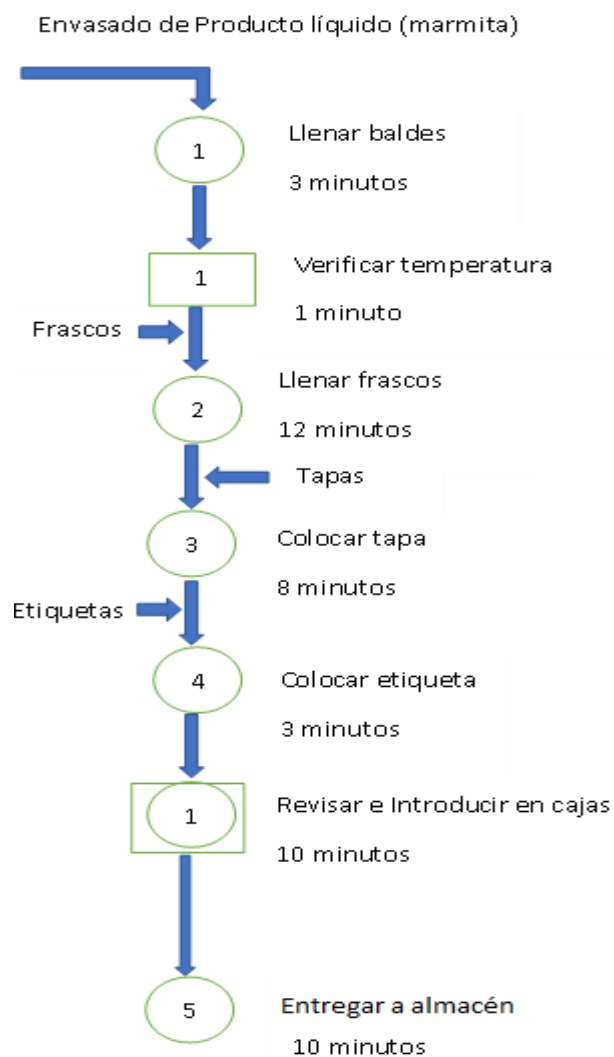 Envasado de Producto líquido (marmita)
1
Llenar baldes
3 minutos
1
Verificar temperatura
1 minuto
Frascos
2
Llenar frascos
12 minutos
Tapas
3
Colocar tapa
8 minutos
Etiquetas
4
Colocar etiqueta
3 minutos
1
Revisar e Introducir en cajas
10 minutos
5
Entregar a almacén
10 minutos